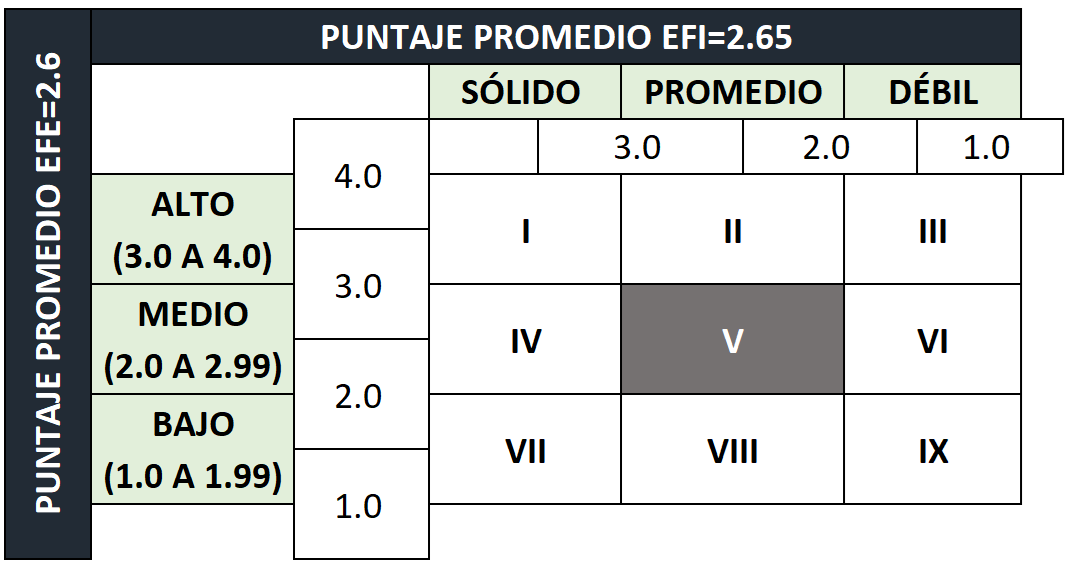 PUNTAJE PROMEDIO EFE=2.6
PUNTAJE PROMEDIO EFI=2.65
SÓLIDO PROMEDIO DÉBIL
3.0 2.0 1.0
4.0
ALTO
(3.0 A 4.0)
I II III
3.0
MEDIO
(2.0 A 2.99)
IV V VI
2.0
BAJO
(1.0 A 1.99)
VII VIII IX
1.0